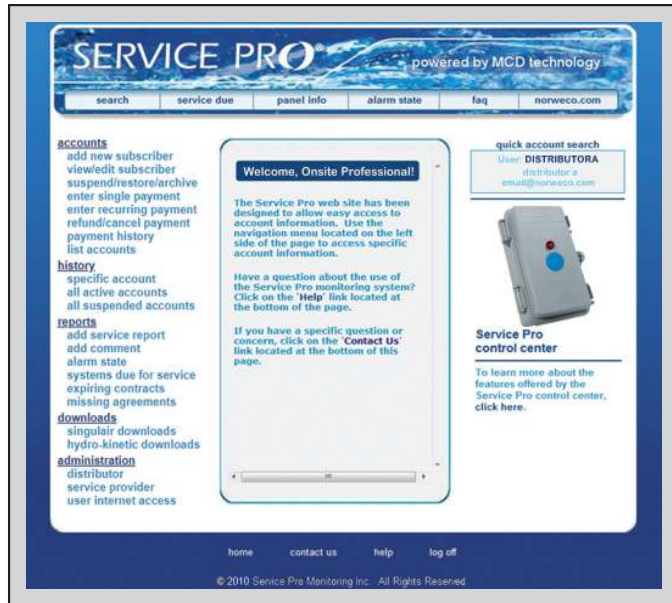 SERVICE PRO
powered by MCD technology
search service due panel info alarm state faq norweco.com
accounts
add new subscriber
view/edit subscriber
suspend/restore/archive
enter single payment
enter recurring payment
refund/cancel payment
payment history
list accounts
history
specific account
all active accounts
all suspended accounts
reports
add service report
add comment
alarm state
systems due for service
expiring contracts
missing agreements
downloads
singulair downloads
hydro-kinetic downloads
administration
distributor
service provider
user internet access
Welcome, Onsite Professional!
The Service Pro web site has been
designed to allow easy access to
account information. Use the
navigation menu located on the left
side of the page to access specific
account information.
Have a question about the use of
the Service Pro monitoring system?
Click on the 'Help' link located at
the bottom of the page.
If you have a specific question or
concern, click on the 'Contact Us'
link located at the bottom of this
page.
quick account search
User: DISTRIBUTORA
distributor a
email@norweco.com
Service Pro
control center
To learn more about the
features offered by the
Service Pro control center,
click here.
home contact us help log off
© 2010 Service Pro Monitoring Inc. All Rights Reserved